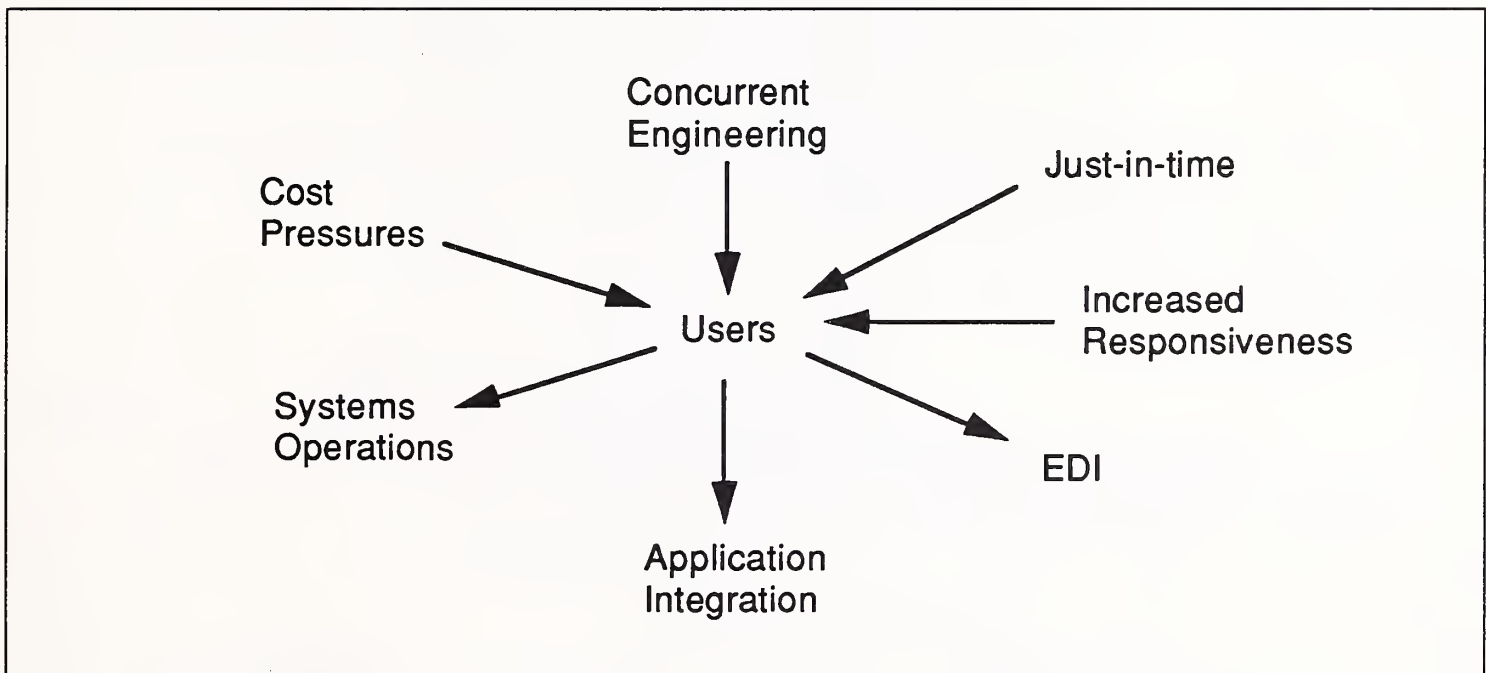 Concurrent
Engineering
Just-in-time
Cost
Pressures
Increased
Responsiveness
Users
Systems
Operations
EDI
Application
Integration